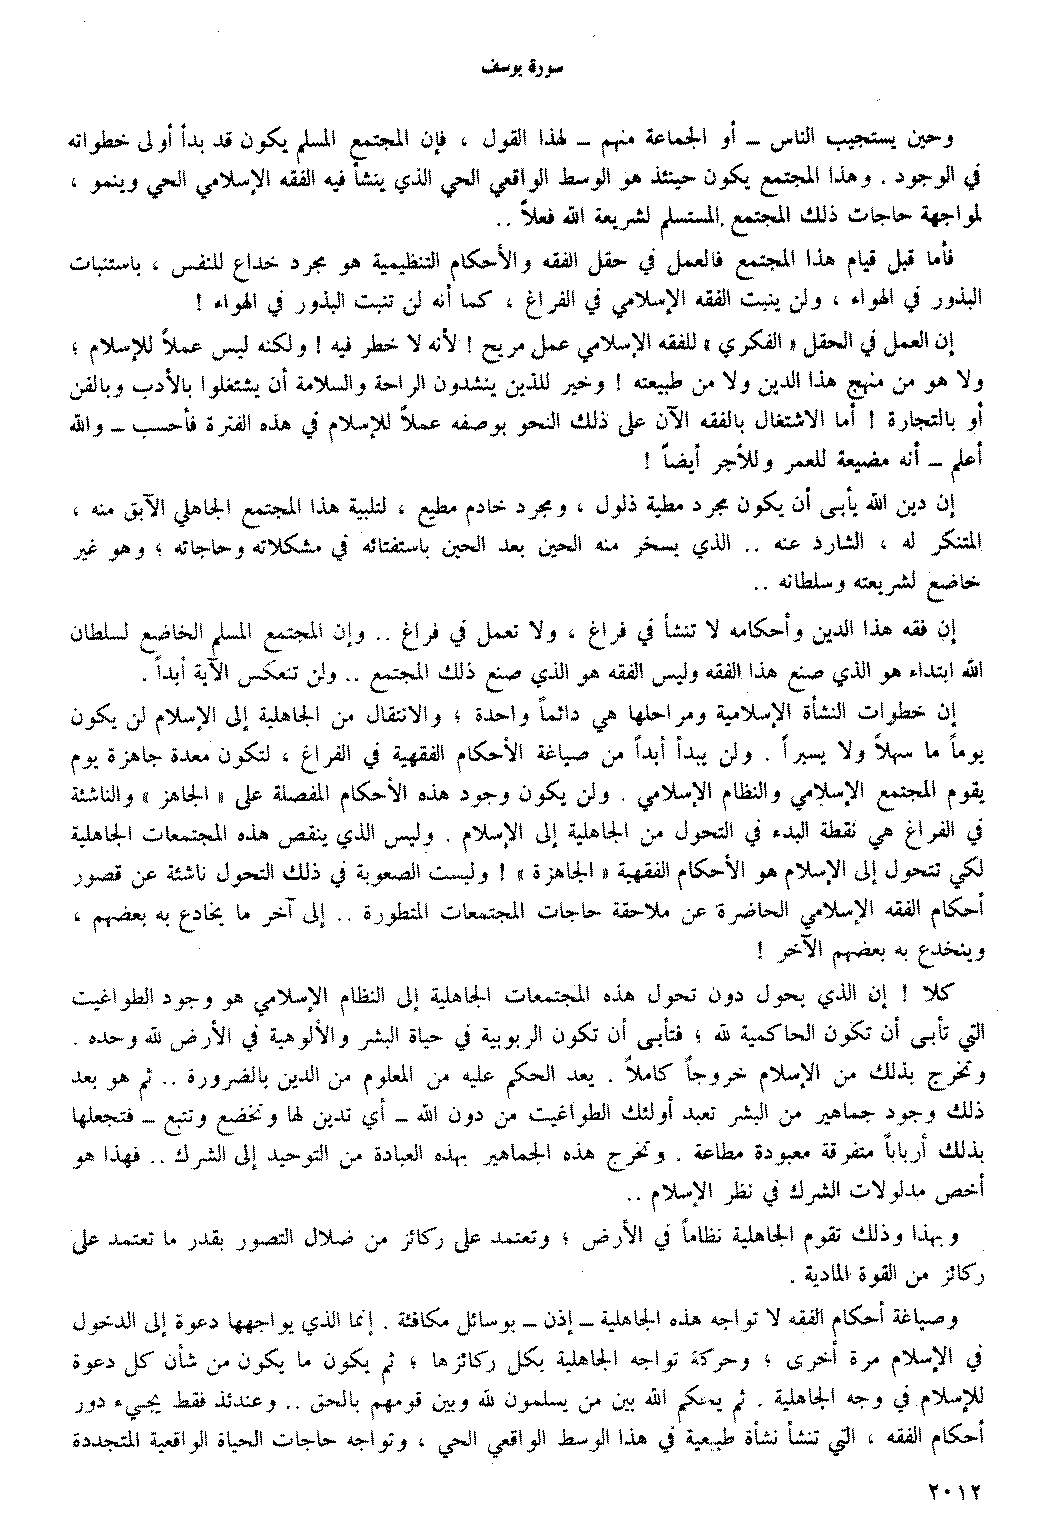 سورة يوسف
وحين يستجيب الناس – أو الجماعة منهم – لهذا القول ، فإن المجتمع المسلم يكون قد بدأ أولى خطواته
في الوجود . وهذا المجتمع يكون حينئذ هو الوسط الواقعي الحي الذي ينشأ فيه الفقه الإسلامي الحي وينمو ،
لمواجهة حاجات ذلك المجتمع المستسلم لشريعة الله فعلاً ..
فأما قبل قيام هذا المجتمع فالعمل في حقل الفقه والأحكام التنظيمية هو مجرد خداع للنفس ، باستنبات
البذور في الهواء ، ولن ينبت الفقه الإسلامي في الفراغ ، كما أنه لن تنبت البذور في الهواء !
إن العمل في الحقل « الفكري » للفقه الإسلامي عمل مريح ! لأنه لا خطر فيه ! ولكنه ليس عملاً للإسلام ؛
ولا هو من منهج هذا الدين ولا من طبيعته ! وخير للذين ينشدون الراحة والسلامة أن يشتغلوا بالأدب وبالفن
أو بالتجارة ! أما الاشتغال بالفقه الآن على ذلك النحو بوصفه عملاً للإسلام في هذه الفترة فأحسب – والله
أعلم – أنه مضيعة للعمر وللأجر أيضاً !
إن دين الله يأبى أن يكون مجرد مطية ذلول ، ومجرد خادم مطيع ، لتلبية هذا المجتمع الجاهلي الآبق منه ،
المتنكر له ، الشارد عنه .. الذي يسخر منه الحين بعد الحين باستفتائه في مشكلاته وحاجاته ؛ وهو غير
خاضع لشريعته وسلطانه ..
إن فقه هذا الدين وأحكامه لا تنشأ في فراغ ، ولا تعمل في فراغ .. وإن المجتمع المسلم الخاضع لسلطان
الله ابتداء هو الذي صنع هذا الفقه وليس الفقه هو الذي صنع ذلك المجتمع .. ولن تنعكس الآية أبداً .
إن خطوات النشأة الإسلامية ومراحلها هي دائماً واحدة ؛ والانتقال من الجاهلية إلى الإسلام لن يكون
يوماً ما سهلاً ولا يسيراً . ولن يبدأ أبداً من صياغة الأحكام الفقهية في الفراغ ، لتكون معدة جاهزة يوم
يقوم المجتمع الإسلامي والنظام الإسلامي . ولن يكون وجود هذه الأحكام المفصلة على « الجاهز » والناشئة
في الفراغ هي نقطة البدء في التحول من الجاهلية إلى الإسلام . وليس الذي ينقص هذه المجتمعات الجاهلية
لكي تتحول إلى الإسلام هو الأحكام الفقهية « الجاهزة » ! وليست الصعوبة في ذلك التحول ناشئة عن قصور
أحكام الفقه الإسلامي الحاضرة عن ملاحقة حاجات المجتمعات المتطورة .. إلى آخر ما يخادع به بعضهم ،
وينخدع به بعضهم الآخر !
كلا ! إن الذي يحول دون تحول هذه المجتمعات الجاهلية إلى النظام الإسلامي هو وجود الطواغيت
التي تأبى أن تكون الحاكمية لله ؛ فتأبى أن تكون الربوبية في حياة البشر والألوهية في الأرض لله وحده .
وتخرج بذلك من الإسلام خروجاً كاملاً . يعد الحكم عليه من المعلوم من الدين بالضرورة .. ثم هو بعد
ذلك وجود جماهير من البشر تعبد أولئك الطواغيت من دون الله – أي تدين لها وتخضع وتتبع – فتجعلها
بذلك أرباباً متفرقة معبودة مطاعة . وتخرج هذه الجماهير بهذه العبادة من التوحيد إلى الشرك .. فهذا هو
أخص مدلولات الشرك في نظر الإسلام ..
وبهذا وذلك تقوم الجاهلية نظاماً في الأرض ؛ وتعتمد على ركائز من ضلال التصور بقدر ما تعتمد على
ركائز من القوة المادية .
وصياغة أحكام الفقه لا تواجه هذه الجاهلية – إذن – بوسائل مكافئة . إنما الذي يواجهها دعوة إلى الدخول
في الإسلام مرة أخرى ؛ وحركة تواجه الجاهلية بكل ركائزها ؛ ثم يكون ما يكون من شأن كل دعوة
للإسلام في وجه الجاهلية . ثم يحكم الله بين من يسلمون لله وبين قومهم بالحق .. وعندئذ فقط يجيء دور
أحكام الفقه ، التي تنشأ نشأة طبيعية في هذا الوسط الواقعي الحي ، وتواجه حاجات الحياة الواقعية المتجددة
٢٠١٢